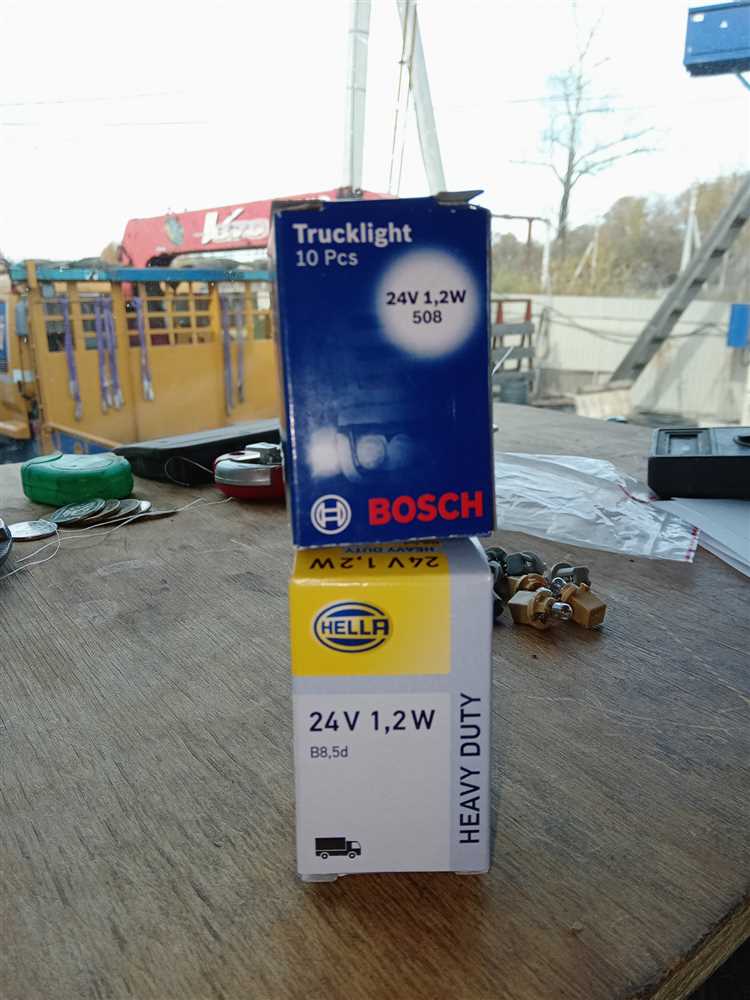 Trucklight
10 Pcs
24V 1,2W
508
BOSCH
HEAVY DUTY
24V 1,2W
HELLA
24V 1,2W
B8,5d
HEAVY DUTY